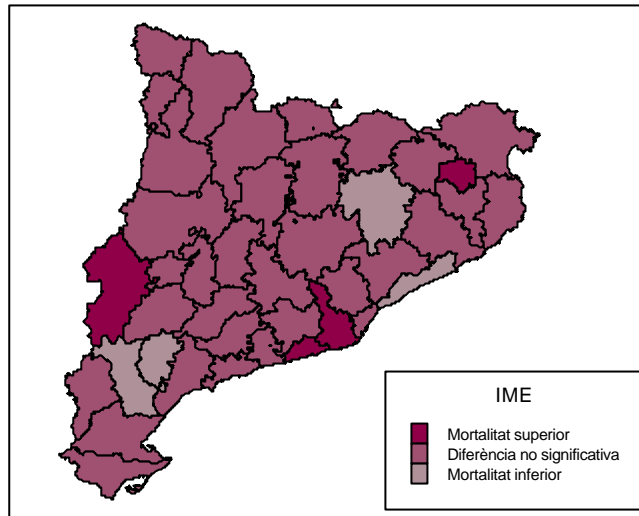 IME
Mortalitat superior
Diferència no significativa
Mortalitat inferior